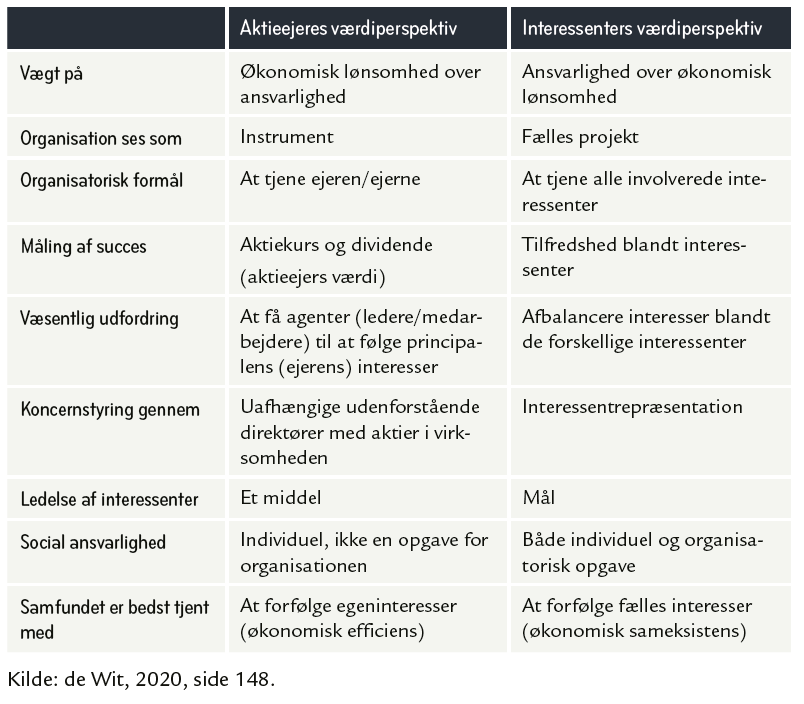 Aktieejeres værdiperspektiv
Interessenters værdiperspektiv
Vægt på
Økonomisk lønsomhed over
ansvarlighed
Ansvarlighed over økonomisk
lønsomhed
Organisation ses som
Instrument
Fælles projekt
Organisatorisk formål
At tjene ejeren/ejerne
At tjene alle involverede inte-
ressenter
Måling af succes
Aktiekurs og dividende
(aktieejers værdi)
Tilfredshed blandt interes-
senter
Væsentlig udfordring
At få agenter (ledere/medar-
bejdere) til at følge principa-
lens (ejerens) interesser
Afbalancere interesser blandt
de forskellige interessenter
Koncernstyring gennem
Uafhængige udenforstående
direktører med aktier i virk-
somheden
Interessentrepræsentation
Ledelse af interessenter
Et middel
Mål
Social ansvarlighed
Individuel, ikke en opgave for
organisationen
Både individuel og organisa-
torisk opgave
Samfundet er bedst tjent
med
At forfølge egeninteresser
(økonomisk efficiens)
At forfølge fælles interesser
(økonomisk sameksistens)
Kilde: de Wit, 2020, side 148.